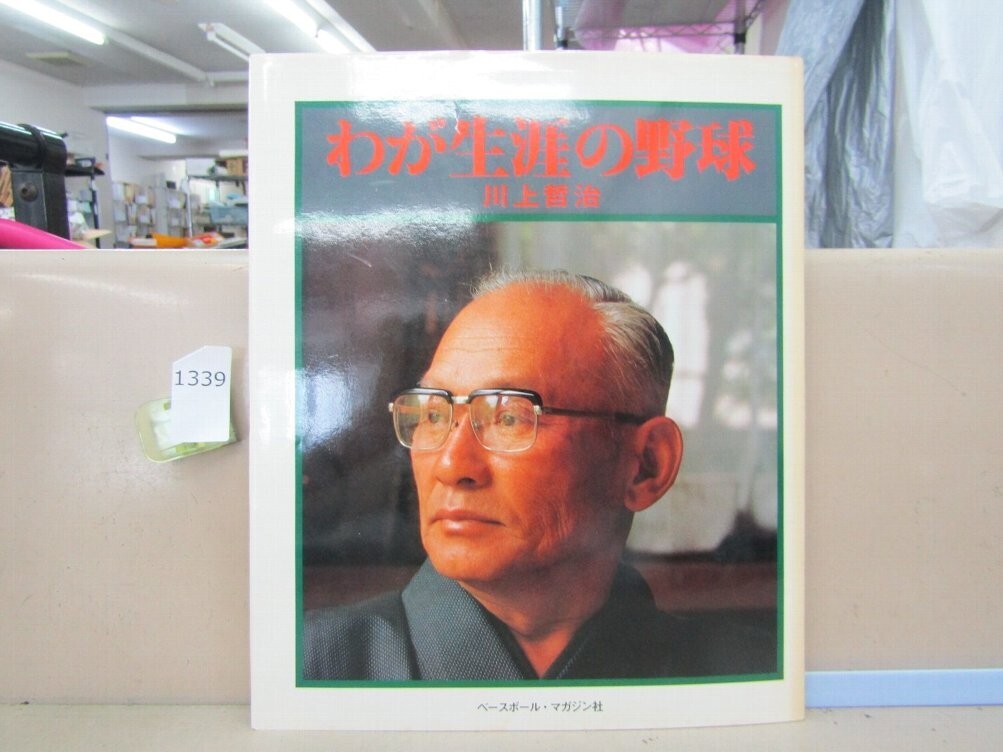 わが生涯の野球
川上哲治
1339
ベースボール・マガジン社